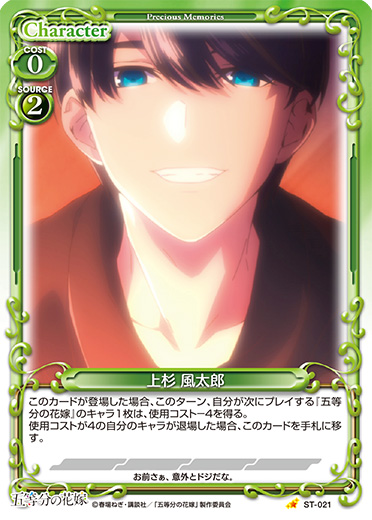 Precious Memories
Character
COST
0
SOURCE
2
上杉 風太郎
このカードが登場した場合、このターン、自分が次にプレイする『五等
分の花嫁』のキャラ1枚は、使用コスト－4を得る。
使用コストが4の自分のキャラが退場した場合、このカードを手札に移
す。
お前さぁ、意外とドジだな。
五等分の花嫁
©春場ねぎ・講談社／「五等分の花嫁」製作委員会
ST-021